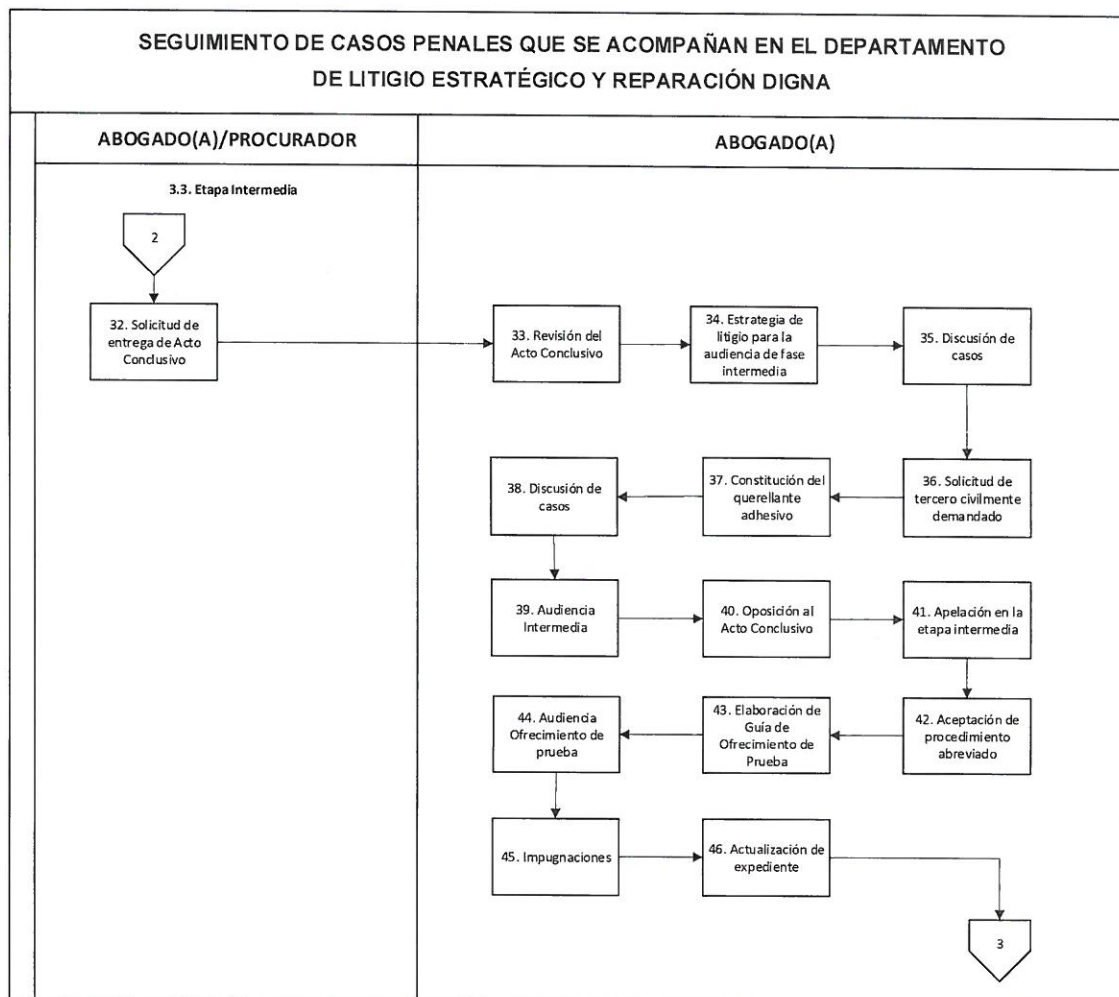 SEGUIMIENTO DE CASOS PENALES QUE SE ACOMPAÑAN EN EL DEPARTAMENTO
DE LITIGIO ESTRATÉGICO Y REPARACIÓN DIGNA
ABOGADO(A)/PROCURADOR
ABOGADO(A)
3.3. Etapa Intermedia
2
32. Solicitud de
entrega de Acto
Conclusivo
33. Revisión del
Acto Conclusivo
34. Estrategia de
litigio para la
audiencia de fase
intermedia
35. Discusión de
casos
36. Solicitud de
tercero civilmente
demandado
37. Constitución del
querellante
adhesivo
38. Discusión de
casos
39. Audiencia
Intermedia
40. Oposición al
Acto Conclusivo
41. Apelación en la
etapa intermedia
42. Aceptación de
procedimiento
abreviado
43. Elaboración de
Guía de
Ofrecimiento de
Prueba
44. Audiencia
Ofrecimiento de
prueba
45. Impugnaciones
46. Actualización de
expediente
3